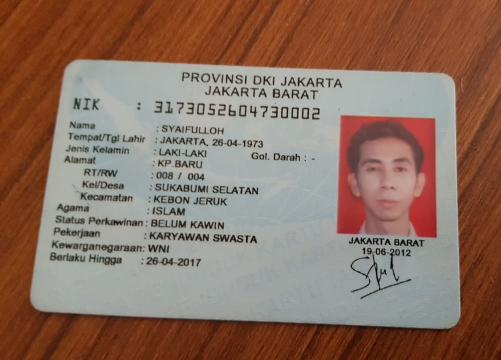 PROVINSI DKI JAKARTA
JAKARTA BARAT
NIK : 3173052604730002
Nama : SYAIFULLOH
Tempat/Tgl Lahir : JAKARTA, 26-04-1973
Jenis Kelamin : LAKI-LAKI Gol. Darah : -
Alamat : KP.BARU
RT/RW : 008 / 004
Kel/Desa : SUKABUMI SELATAN
Kecamatan : KEBON JERUK
Agama : ISLAM
Status Perkawinan: BELUM KAWIN
Pekerjaan : KARYAWAN SWASTA
Kewarganegaraan: WNI
Berlaku Hingga : 26-04-2017
JAKARTA BARAT
19-06-2012